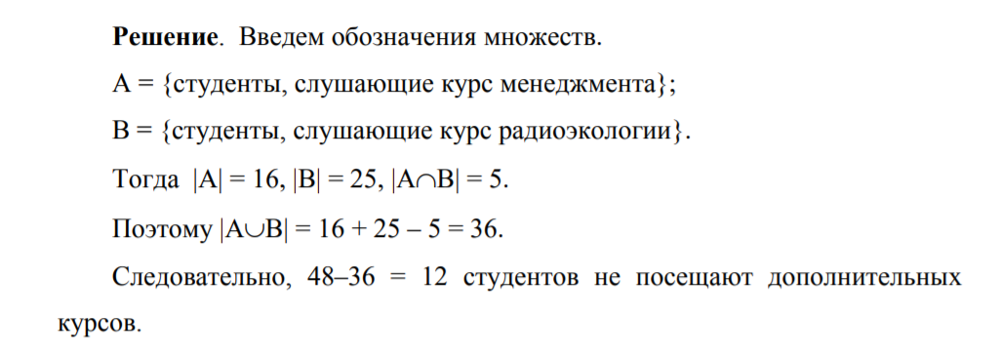 Решение. Введем обозначения множеств.
А = {студенты, слушающие курс менеджмента};
В = {студенты, слушающие курс радиоэкологии}.
Тогда |А| = 16, |В| = 25, |А∩В| = 5.
Поэтому |А∪В| = 16 + 25 – 5 = 36.
Следовательно, 48–36 = 12 студентов не посещают дополнительных
курсов.